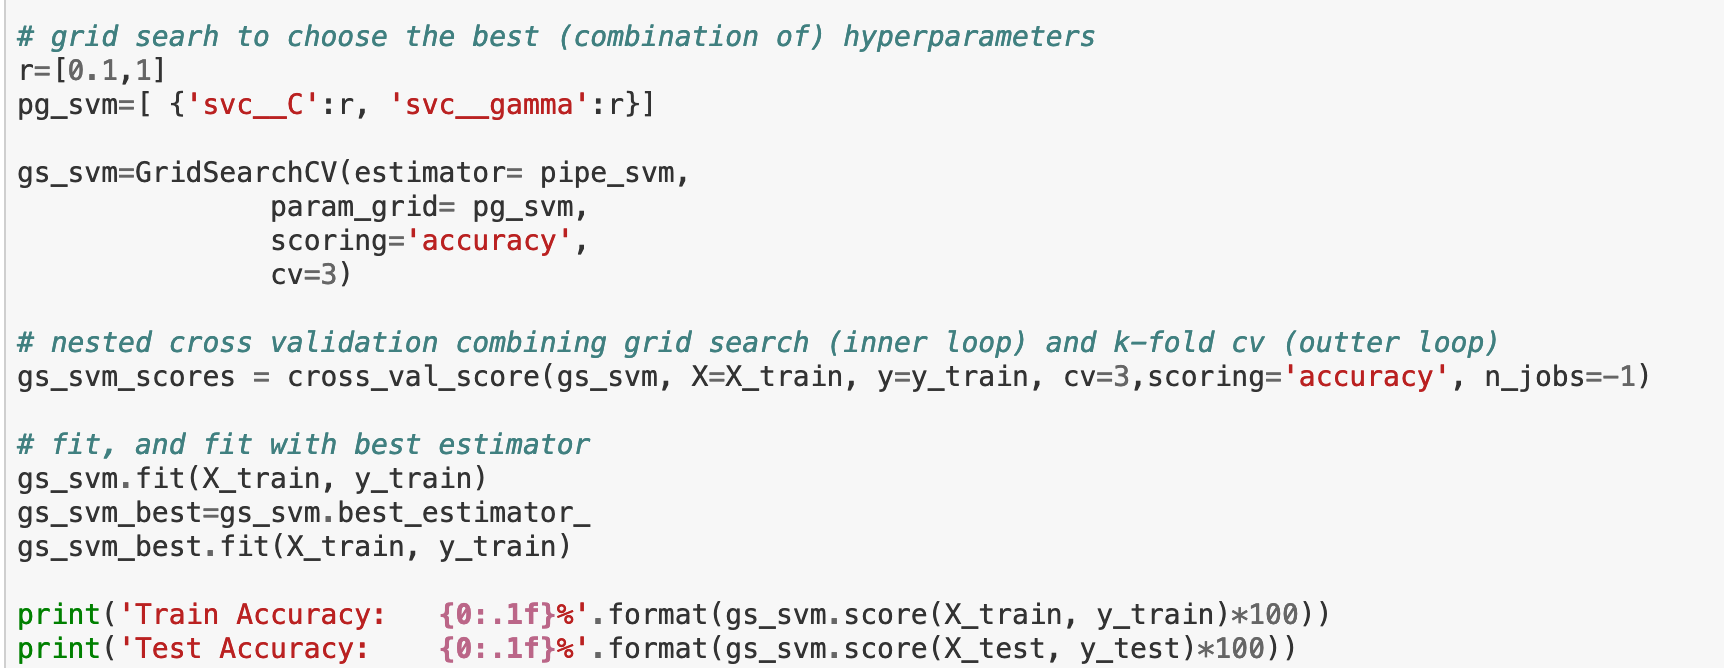 # grid searh to choose the best (combination of) hyperparameters
r=[0.1,1]
pg_svm=[ {'svc__C':r, 'svc__gamma':r}]
gs_svm=GridSearchCV(estimator= pipe_svm,
param_grid= pg_svm,
scoring='accuracy',
cv=3)
# nested cross validation combining grid search (inner loop) and k-fold cv (outter loop)
gs_svm_scores = cross_val_score(gs_svm, X=X_train, y=y_train, cv=3,scoring='accuracy', n_jobs=-1)
# fit, and fit with best estimator
gs_svm.fit(X_train, y_train)
gs_svm_best=gs_svm.best_estimator_
gs_svm_best.fit(X_train, y_train)
print('Train Accuracy:   {0:.1f}%'.format(gs_svm.score(X_train, y_train)*100))
print('Test Accuracy:    {0:.1f}%'.format(gs_svm.score(X_test, y_test)*100))